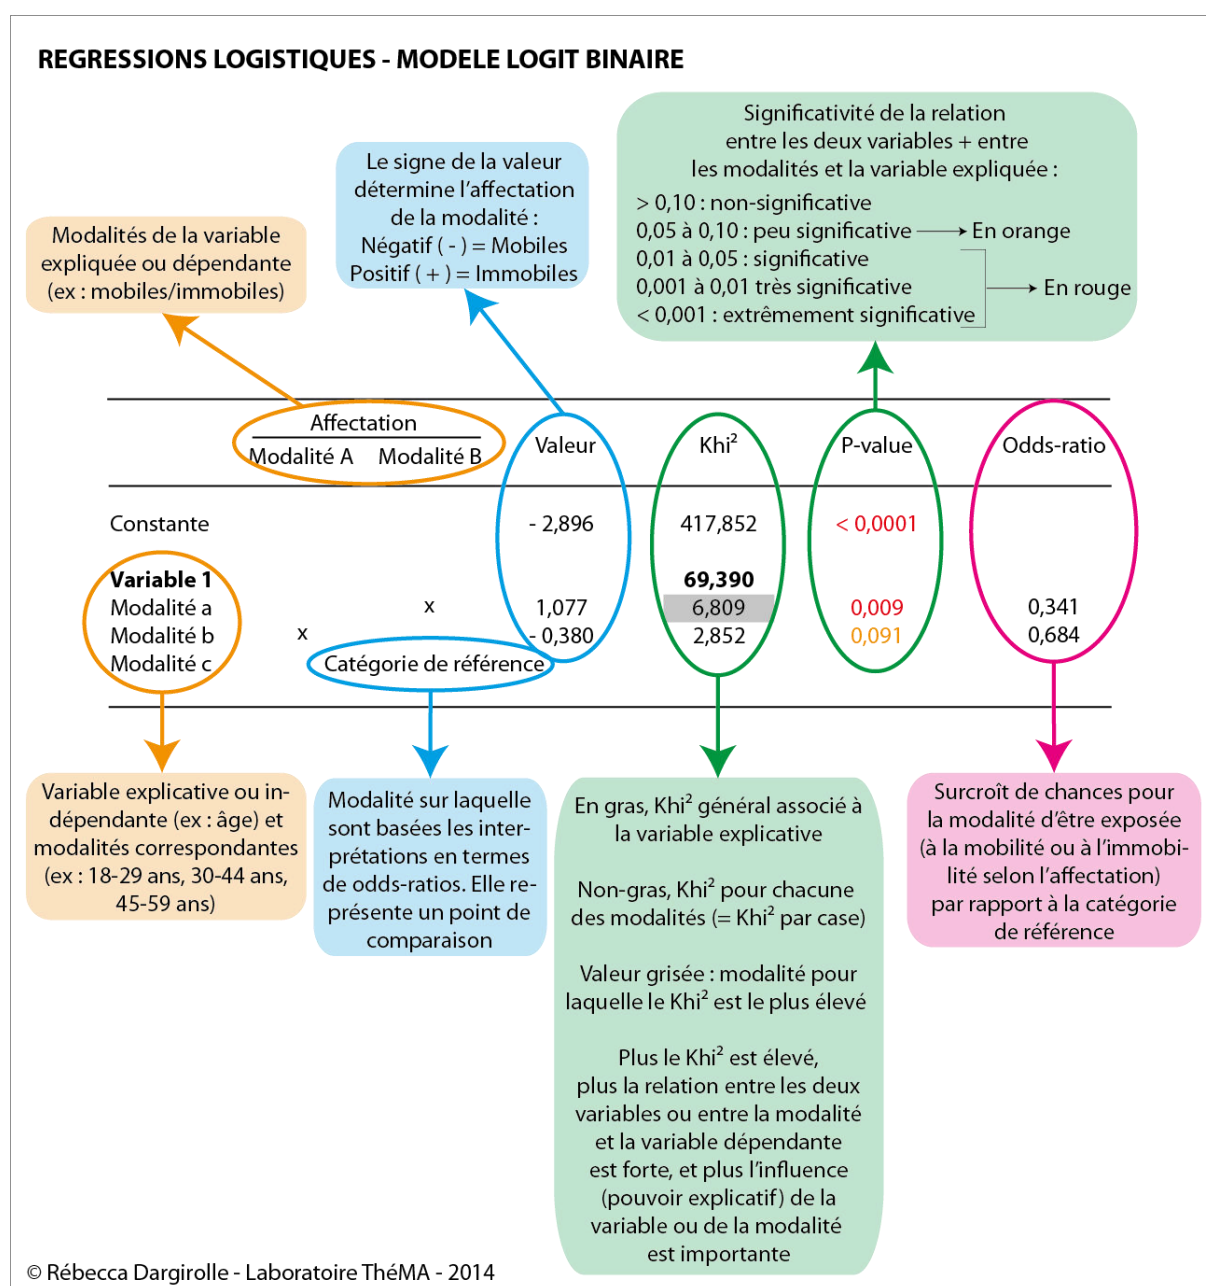 REGRESSIONS LOGISTIQUES - MODELE LOGIT BINAIRE
Significativité de la relation
entre les deux variables + entre
les modalités et la variable expliquée :
> 0,10 : non-significative
0,05 à 0,10 : peu significative En orange
0,01 à 0,05 : significative
0,001 à 0,01 très significative En rouge
< 0,001 : extrêmement significative
Le signe de la valeur
détermine l'affectation
de la modalité :
Négatif ( - ) = Mobiles
Positif ( + ) = Immobiles
Modalités de la variable
expliquée ou dépendante
(ex : mobiles/immobiles)
Affectation
Modalité A Modalité B Valeur Khi² P-value Odds-ratio
Constante - 2,896 417,852 < 0,0001
Variable 1 69,390
Modalité a x 1,077 6,809 0,009 0,341
Modalité b x - 0,380 2,852 0,091 0,684
Modalité c Catégorie de référence
Variable explicative ou in-
dépendante (ex : âge) et
modalités correspondantes
(ex : 18-29 ans, 30-44 ans,
45-59 ans)
Modalité sur laquelle
sont basées les inter-
prétations en termes
de odds-ratios. Elle re-
présente un point de
comparaison
En gras, Khi² général associé à
la variable explicative
Non-gras, Khi² pour chacune
des modalités (= Khi² par case)
Valeur grisée : modalité pour
laquelle le Khi² est le plus élevé
Plus le Khi² est élevé,
plus la relation entre les deux
variables ou entre la modalité
et la variable dépendante
est forte, et plus l'influence
(pouvoir explicatif) de la
variable ou de la modalité
est importante
Surcroît de chances pour
la modalité d'être exposée
(à la mobilité ou à l'immobi-
lité selon l'affectation)
par rapport à la catégorie
de référence
© Rébecca Dargirolle - Laboratoire ThéMA - 2014